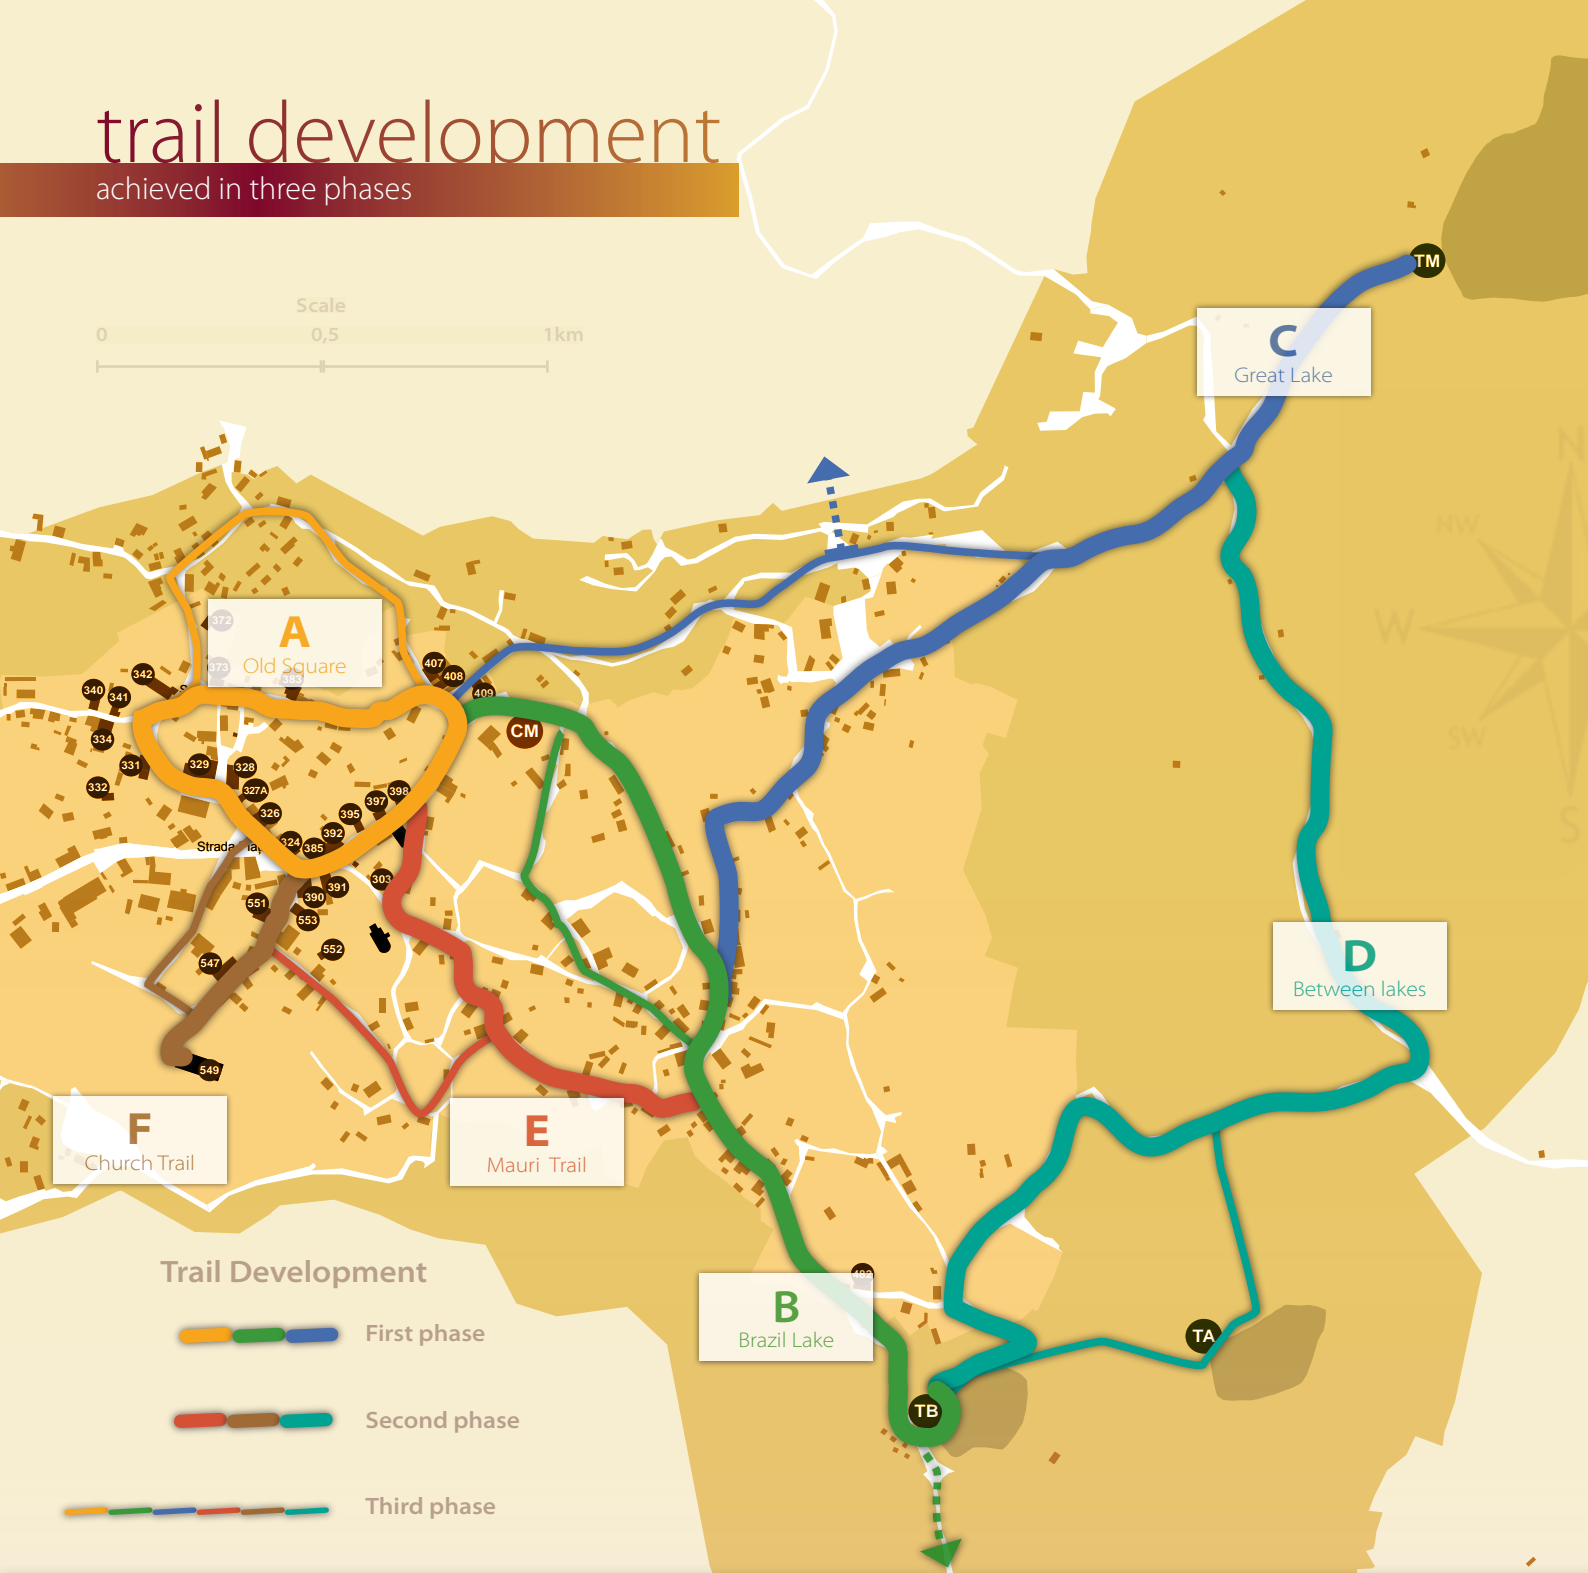 trail development
achieved in three phases
Scale
0 0,5 1km
TM
C
Great Lake
N
NW
W
SW
S
372
A
Old Square
373
383
342
340
341
334
331
332
407
408
409
CM
329
328
327A
326
324
385
392
395
397
398
Strada
303
391
390
551
553
552
547
549
D
Between lakes
F
Church Trail
E
Mauri Trail
482
B
Brazil Lake
TA
TB
Trail Development
First phase
Second phase
Third phase